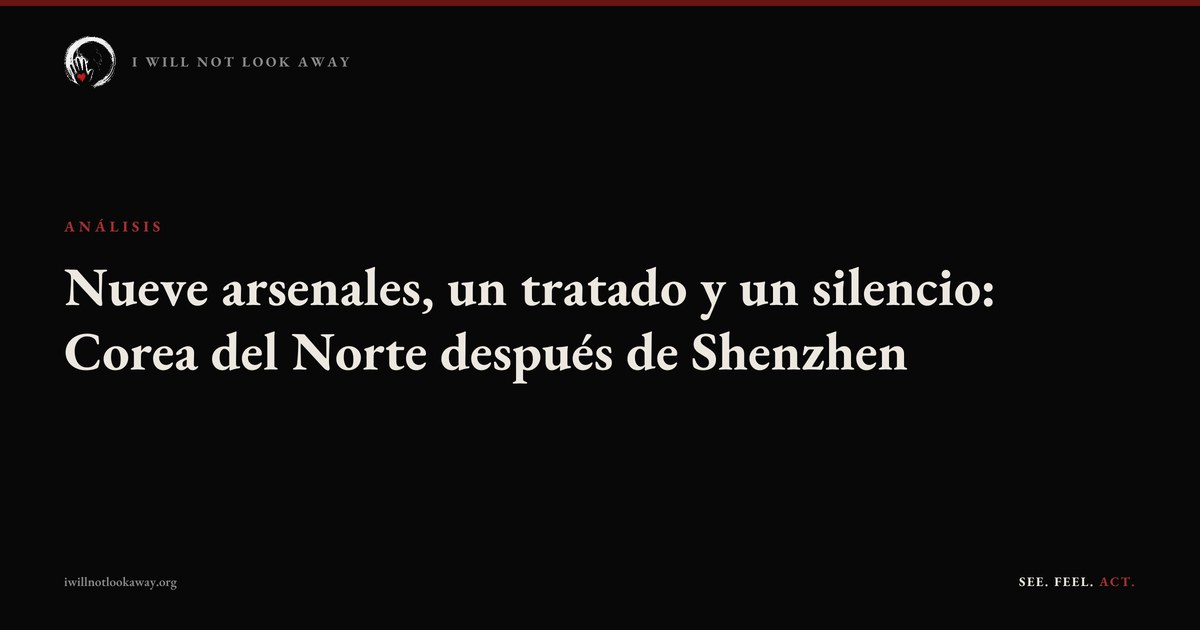 I WILL NOT LOOK AWAY
ANÁLISIS
Nueve arsenales, un tratado y un silencio:
Corea del Norte después de Shenzhen
iwillnotlookaway.org
SEE. FEEL. ACT.